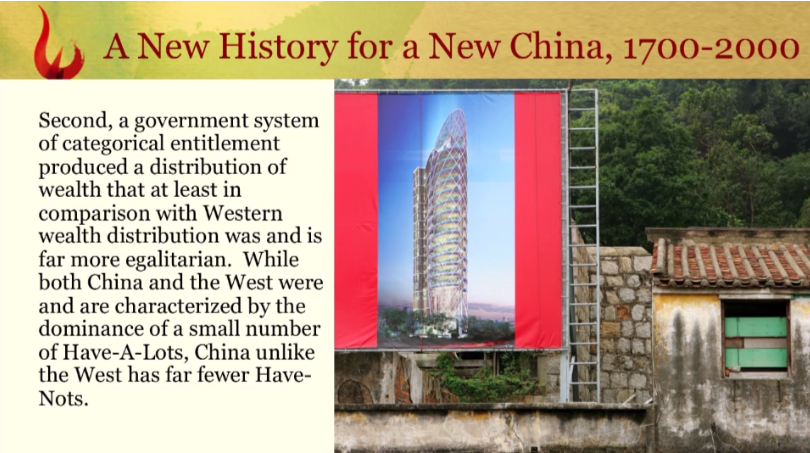 A New History for a New China, 1700-2000
Second, a government system
of categorical entitlement
produced a distribution of
wealth that at least in
comparison with Western
wealth distribution was and is
far more egalitarian.  While
both China and the West were
and are characterized by the
dominance of a small number
of Have-A-Lots, China unlike
the West has far fewer Have-
Nots.